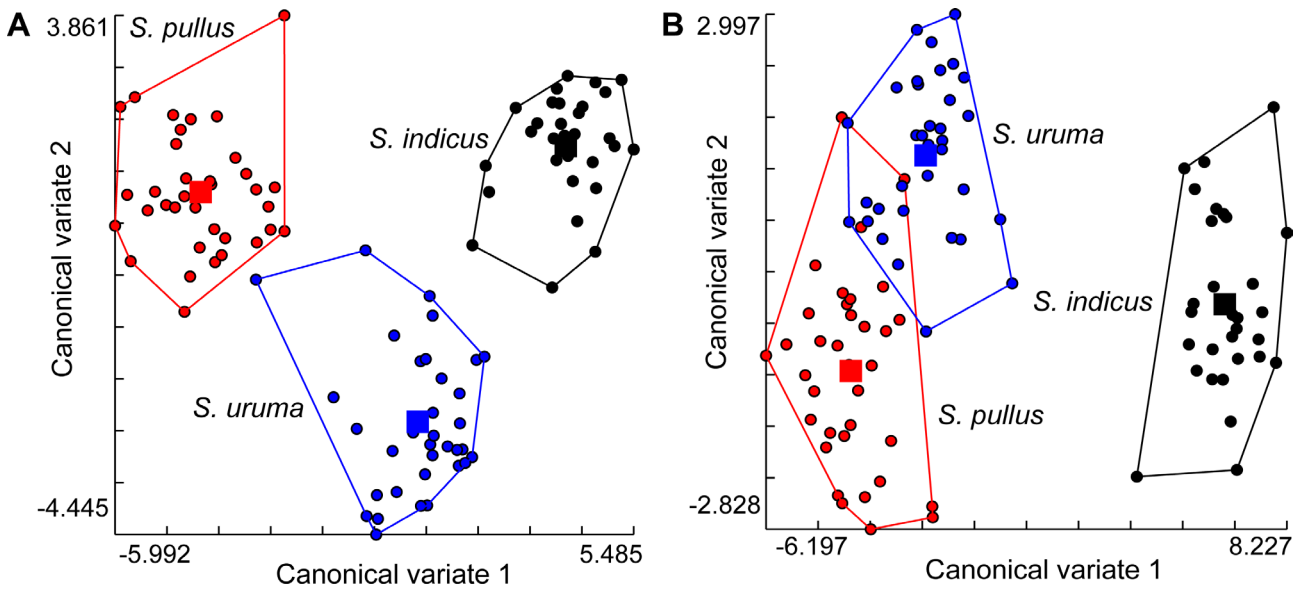 A
3.861
S. pullus
S. indicus
S. uruma
Canonical variate 2
-4.445
-5.992
5.485
Canonical variate 1
B
2.997
S. uruma
S. indicus
S. pullus
Canonical variate 2
-2.828
-6.197
8.227
Canonical variate 1